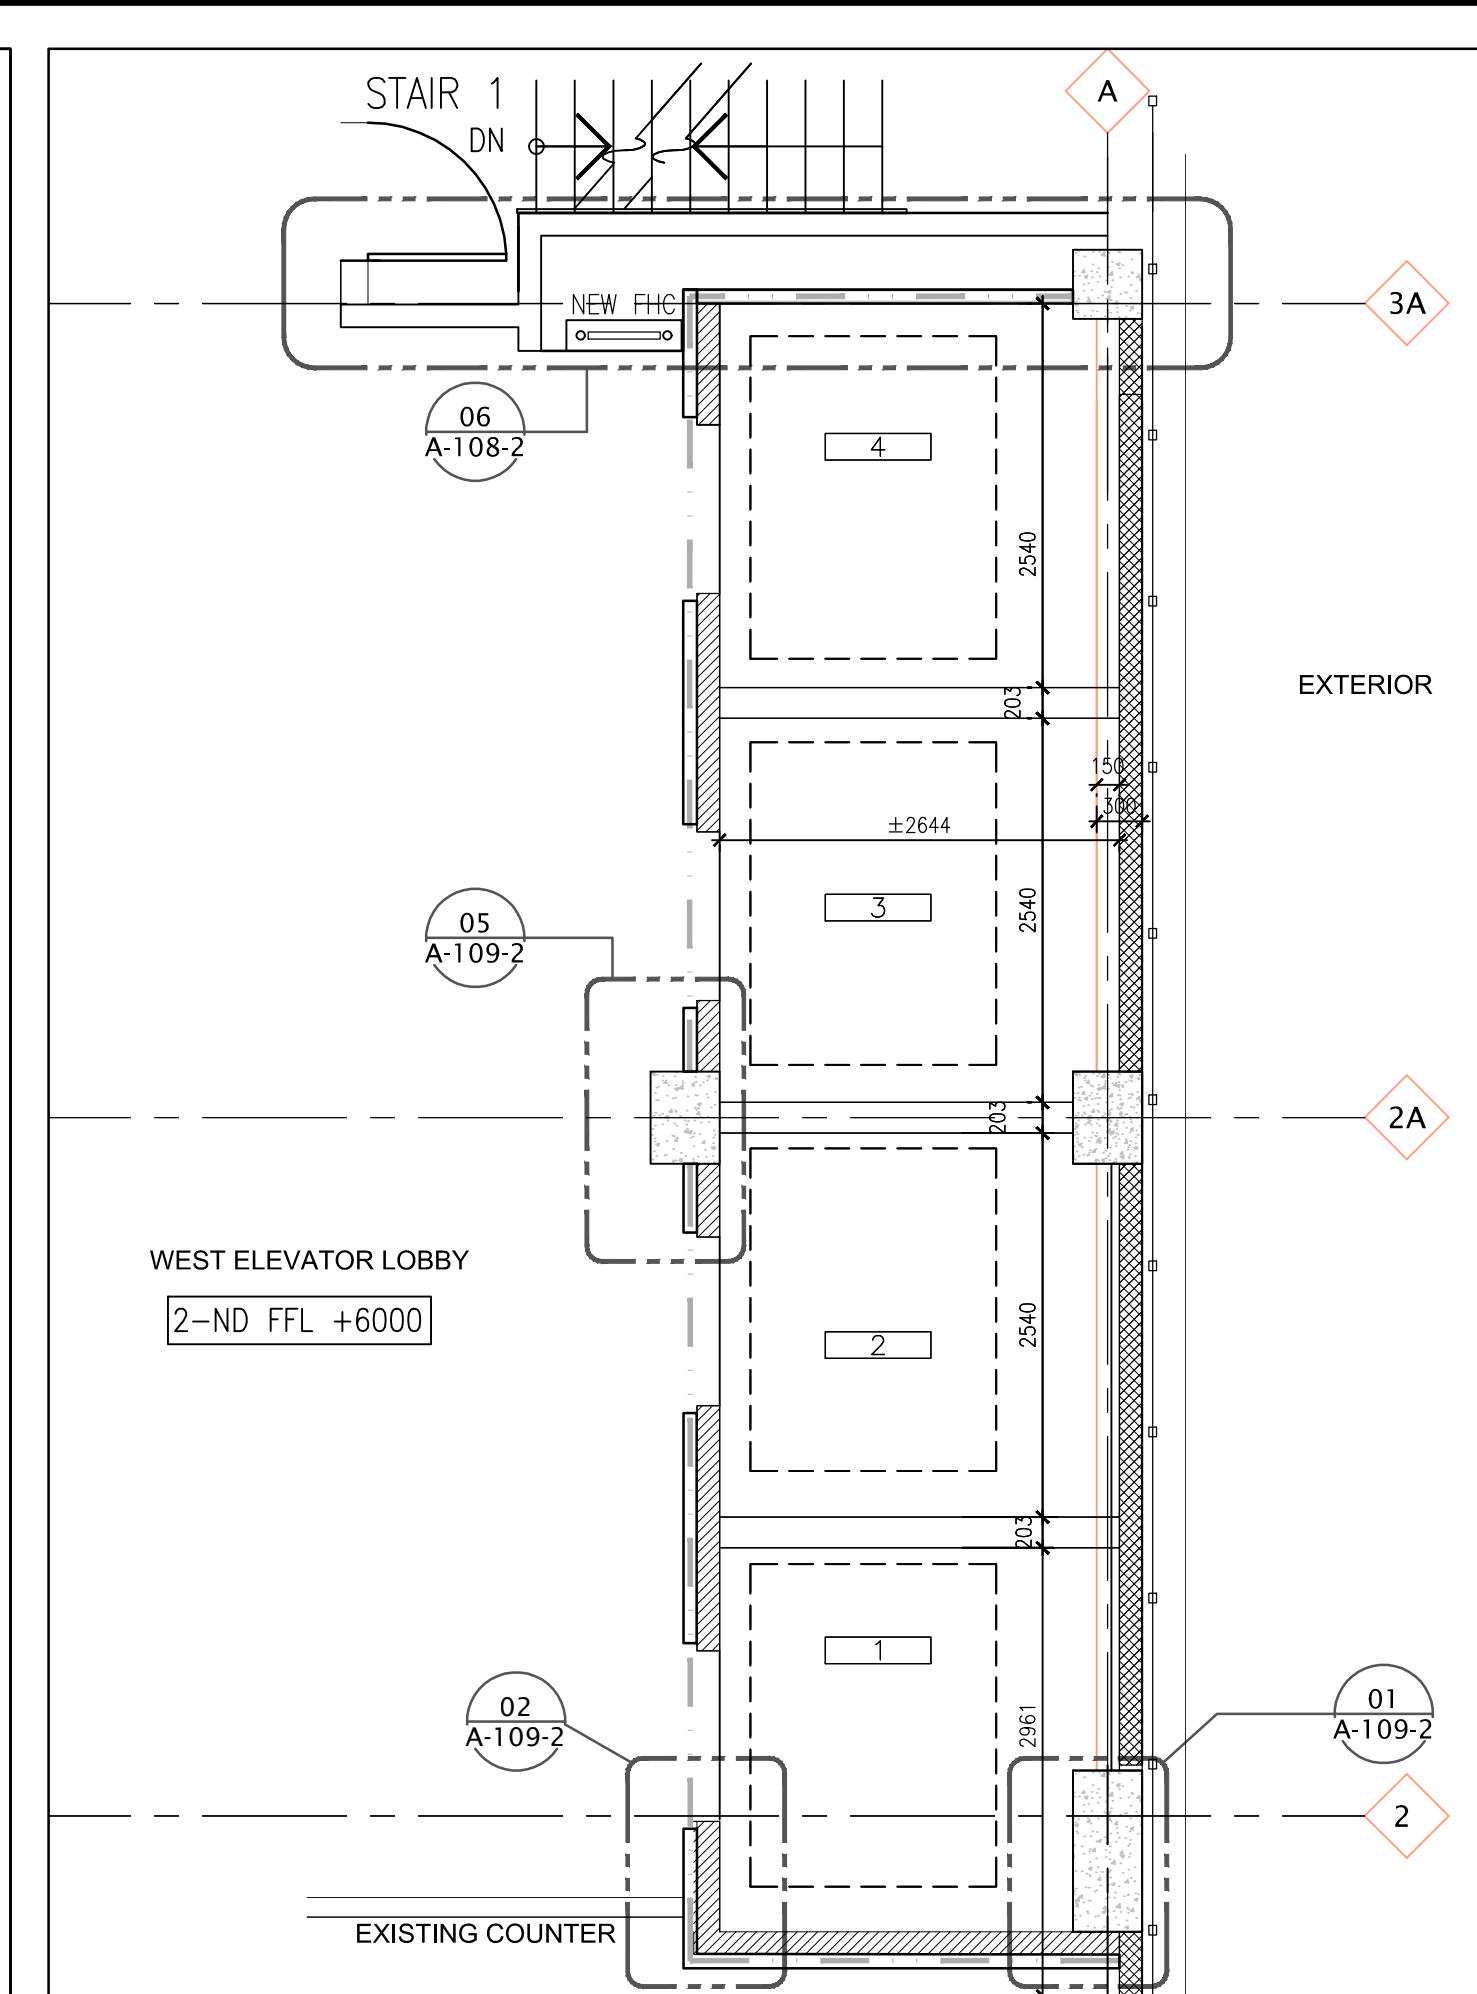 STAIR 1
DN
A
NEW FHC
3A
06
A-108-2
4
2540
203
EXTERIOR
150
300
±2644
3
2540
05
A-109-2
203
2A
WEST ELEVATOR LOBBY
2-ND FFL +6000
2540
2
203
1
02
A-109-2
2961
01
A-109-2
2
EXISTING COUNTER